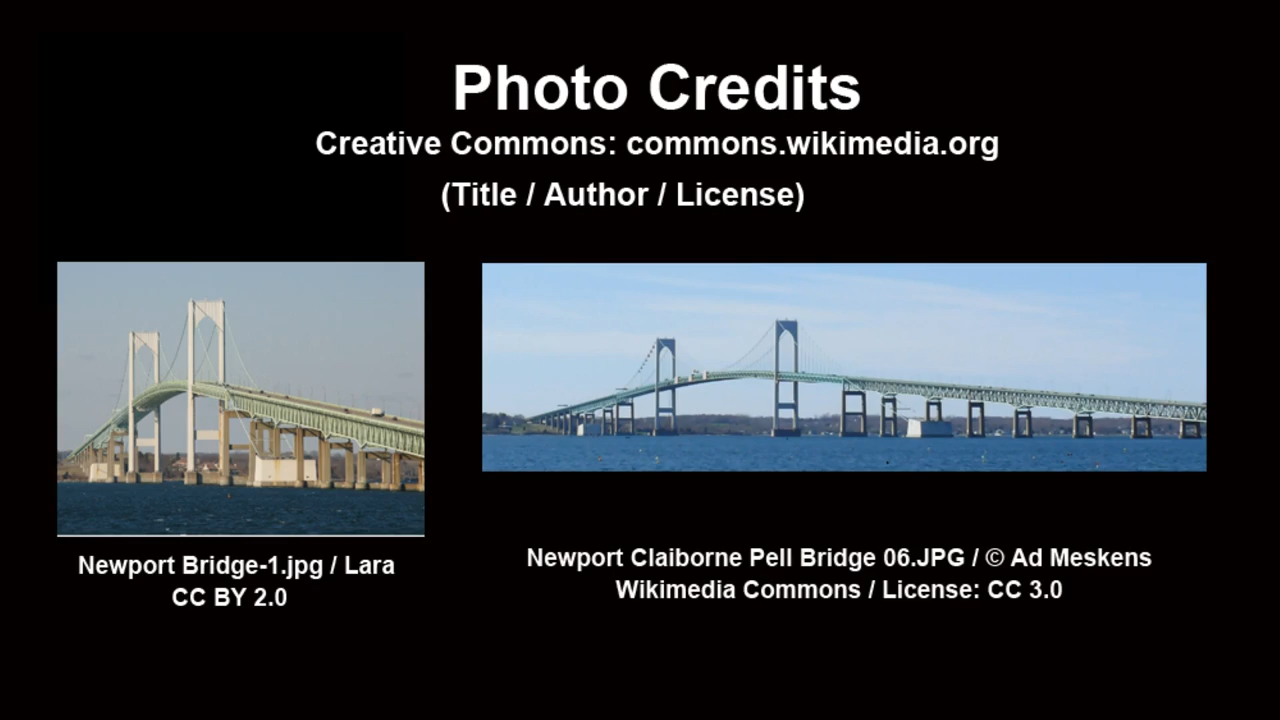 Photo Credits
Creative Commons: commons.wikimedia.org
(Title / Author / License)
Newport Bridge-1.jpg / Lara
CC BY 2.0
Newport Claiborne Pell Bridge 06.JPG / © Ad Meskens
Wikimedia Commons / License: CC 3.0